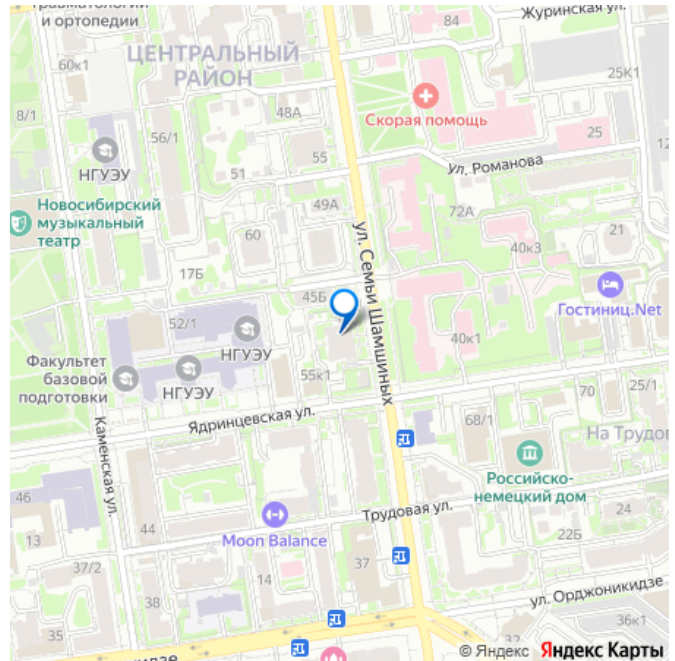 и ортопедии
60к1
ЦЕНТРАЛЬНЫЙ
РАЙОН
84
Журинская ул.
25К1
8/1
56/1
48А
Скорая помощь
НГУЭУ
55
25
51
ул. Романова
Новосибирский
музыкальный
театр
49А
60
ул. Семьи Шамшиных
72А
21
40к3
17Б
45Б
Гостиниц.Net
52/1
НГУЭУ
40к1
Факультет
базовой
подготовки
НГУЭУ
55к1
Ядринцевская ул.
70
25/1
68/1
Каменская ул.
Российско-
немецкий дом
46
44
Трудовая ул.
24
13
Moon Balance
22Б
37/2
14
37
38
ул. Орджоникидзе
35
36к1
© Яндекс Яндекс Карты